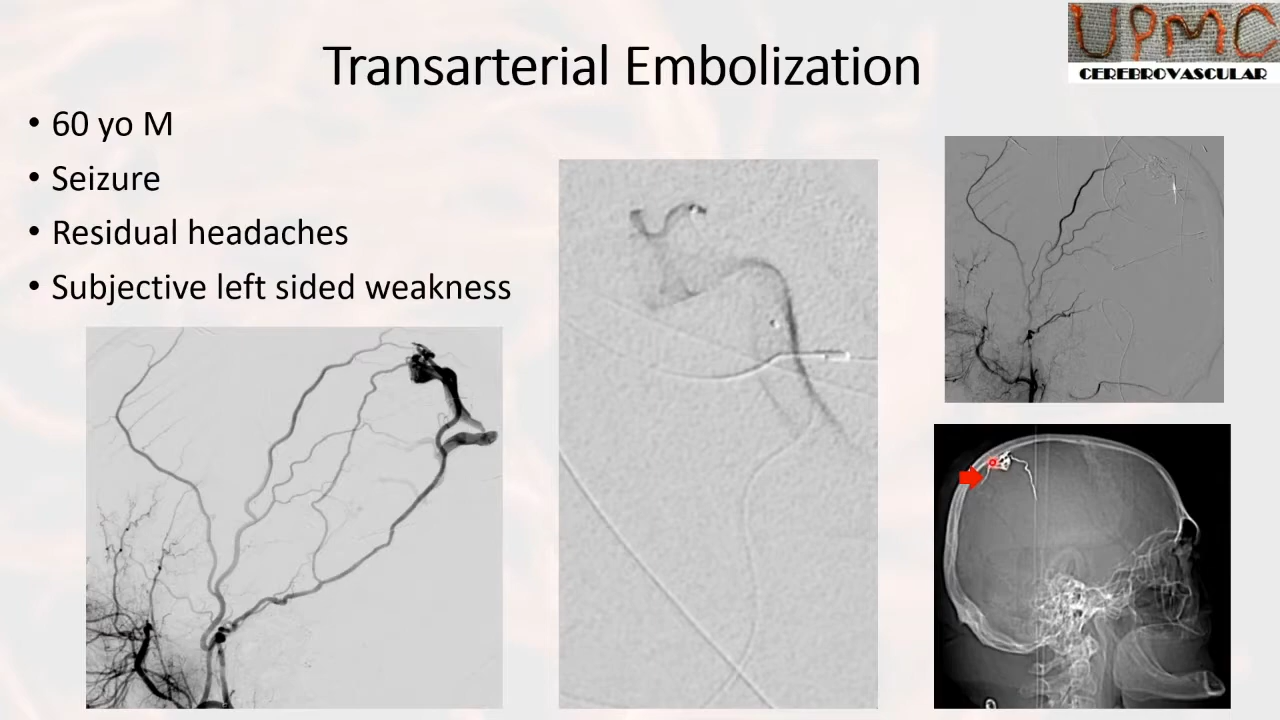 UPMC
CEREBROVASCULAR
Transarterial Embolization
• 60 yo M
• Seizure
• Residual headaches
• Subjective left sided weakness